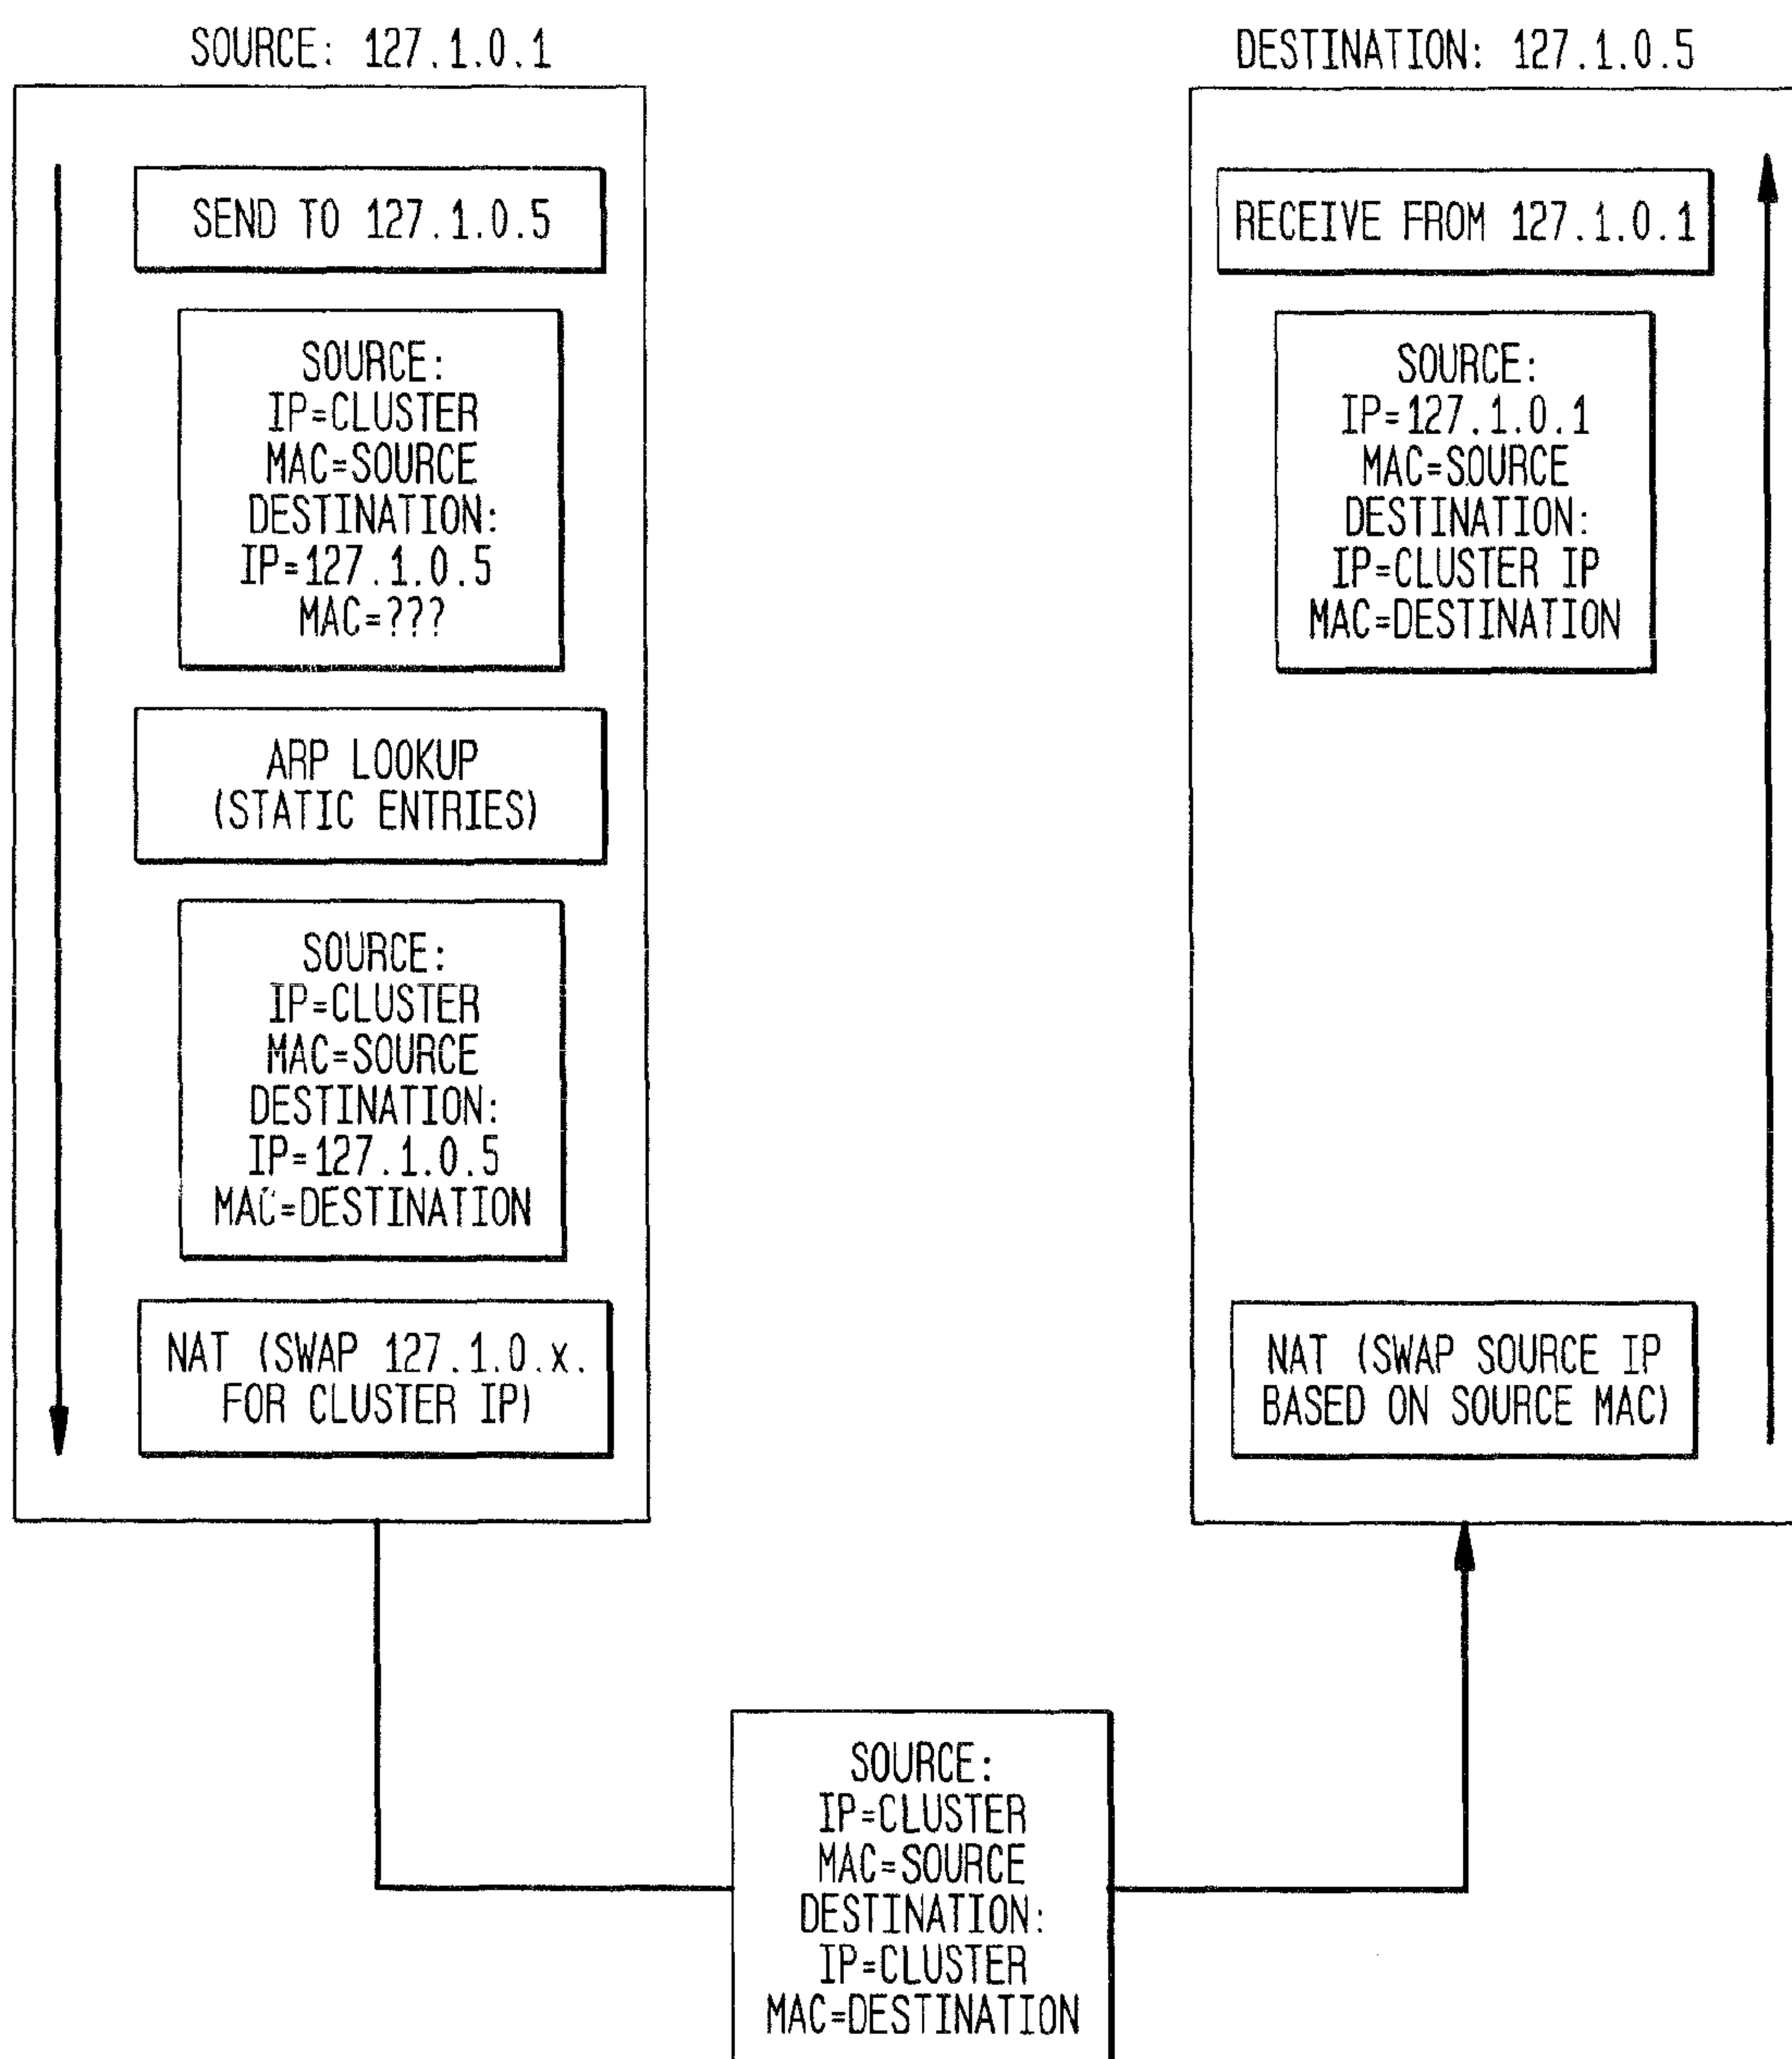 SOURCE: 127.1.0.1
SEND TO 127.1.0.5
SOURCE:
IP=CLUSTER
MAC=SOURCE
DESTINATION:
IP=127.1.0.5
MAC=???
ARP LOOKUP
(STATIC ENTRIES)
SOURCE:
IP=CLUSTER
MAC=SOURCE
DESTINATION:
IP=127.1.0.5
MAC=DESTINATION
NAT (SWAP 127.1.0.x.
FOR CLUSTER IP)
DESTINATION: 127.1.0.5
RECEIVE FROM 127.1.0.1
SOURCE:
IP=127.1.0.1
MAC=SOURCE
DESTINATION:
IP=CLUSTER IP
MAC=DESTINATION
NAT (SWAP SOURCE IP
BASED ON SOURCE MAC)
SOURCE:
IP=CLUSTER
MAC=SOURCE
DESTINATION:
IP=CLUSTER
MAC=DESTINATION